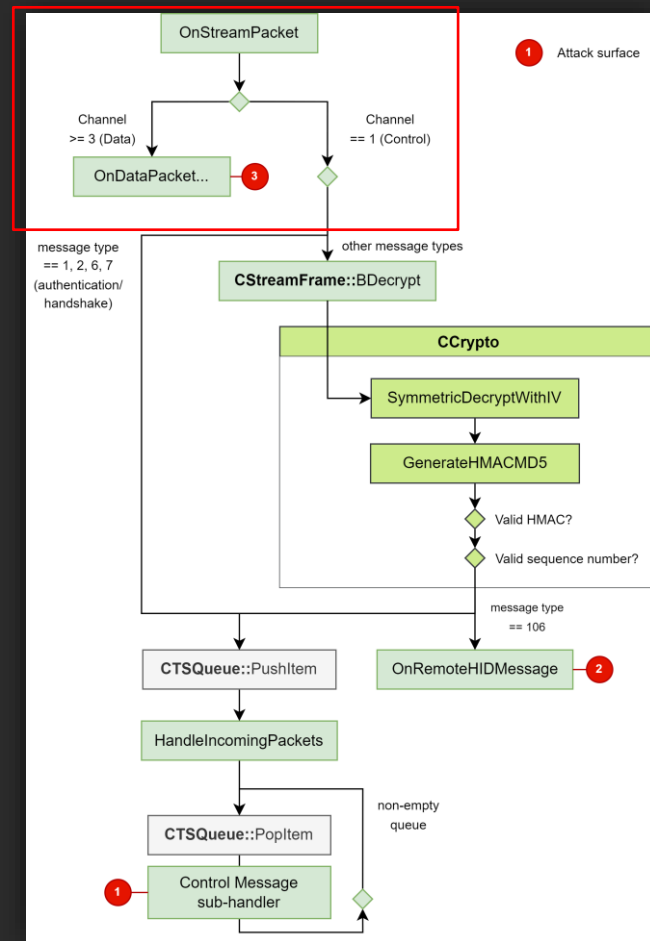 OnStreamPacket
1
Attack surface
Channel
>= 3 (Data)
Channel
== 1 (Control)
OnDataPacket...
3
message type
== 1, 2, 6, 7
(authentication/
handshake)
other message types
CStreamFrame::BDecrypt
CCrypto
SymmetricDecryptWithIV
GenerateHMACMD5
Valid HMAC?
Valid sequence number?
message type
== 106
CTSQueue::PushItem
OnRemoteHIDMessage
2
HandleIncomingPackets
non-empty
queue
CTSQueue::PopItem
1
Control Message
sub-handler